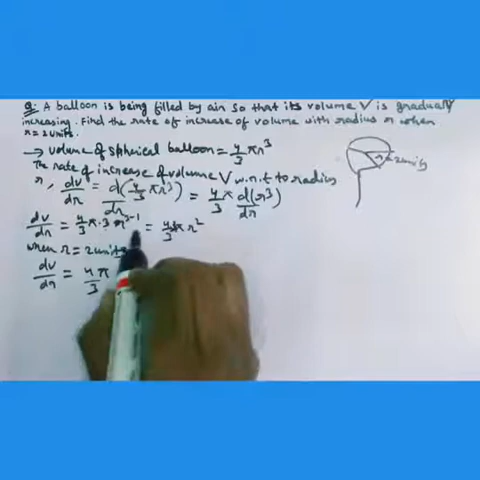 Q. A balloon is being filled by air so that its volume V is gradually
increasing. Find the rate of increase of volume with radius r when
r = 2 units.
→ volume of spherical balloon = 4/3 πr³
The rate of increase of volume V w.r.t to radius
r, dv/dr = d(4/3 πr³)/dr = 4/3 π d(r³)/dr
r = 2 units
dv/dr = 4/3 π·3 r³⁻¹ = 4/3 π r²
when r = 2 units
dv/dr = 4π/3